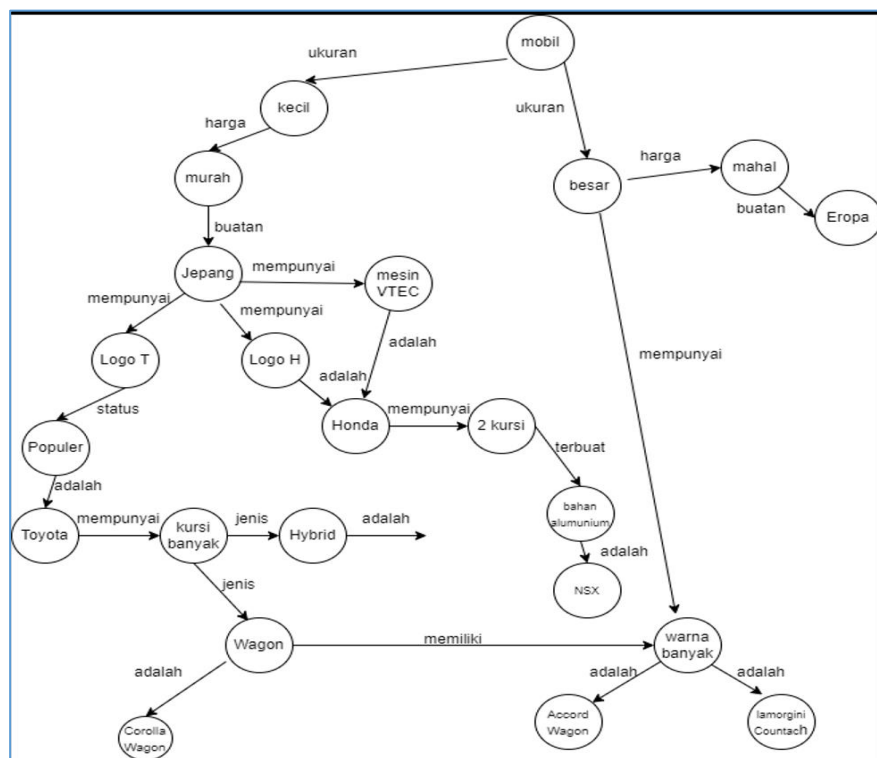 mobil
ukuran
kecil
ukuran
harga
harga
mahal
murah
besar
buatan
Eropa
buatan
Jepang
mempunyai
mesin
VTEC
mempunyai
mempunyai
adalah
mempunyai
Logo T
Logo H
adalah
status
Honda
mempunyai
2 kursi
Populer
terbuat
adalah
bahan
alumunium
Toyota
mempunyai
kursi
banyak
jenis
Hybrid
adalah
adalah
jenis
NSX
Wagon
memiliki
warna
banyak
adalah
adalah
adalah
Corolla
Wagon
Accord
Wagon
lamorgini
Countach